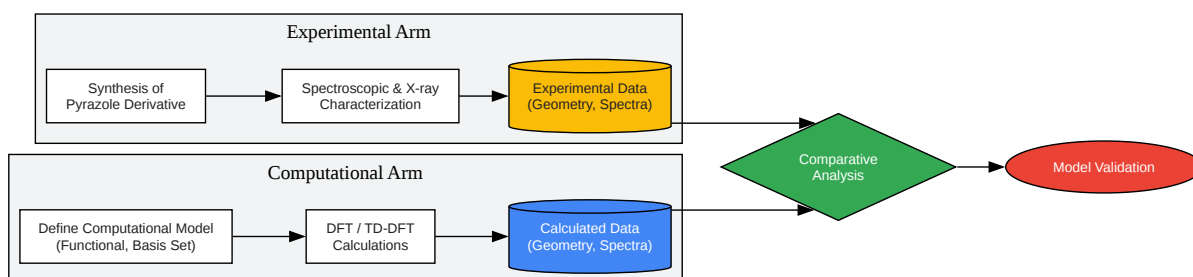 Experimental Arm
Synthesis of
Pyrazole Derivative
Spectroscopic & X-ray
Characterization
Experimental Data
(Geometry, Spectra)
Comparative
Analysis
Model Validation
Computational Arm
Define Computational Model
(Functional, Basis Set)
DFT / TD-DFT
Calculations
Calculated Data
(Geometry, Spectra)